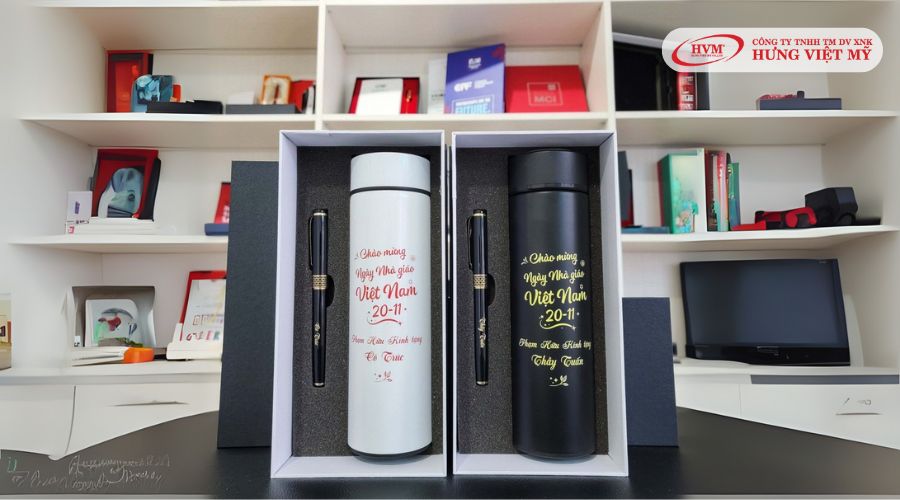 HVM®
CÔNG TY TNHH TM DV XNK
HƯNG VIỆT MỸ
Chào mừng
Ngày Nhà giáo
Việt Nam
20-11
Phạm Hữu Kính tặng
Cô Trúc
Chào mừng
Ngày Nhà giáo
Việt Nam
20-11
Phạm Hữu Kính tặng
Thầy Tuấn
MCI